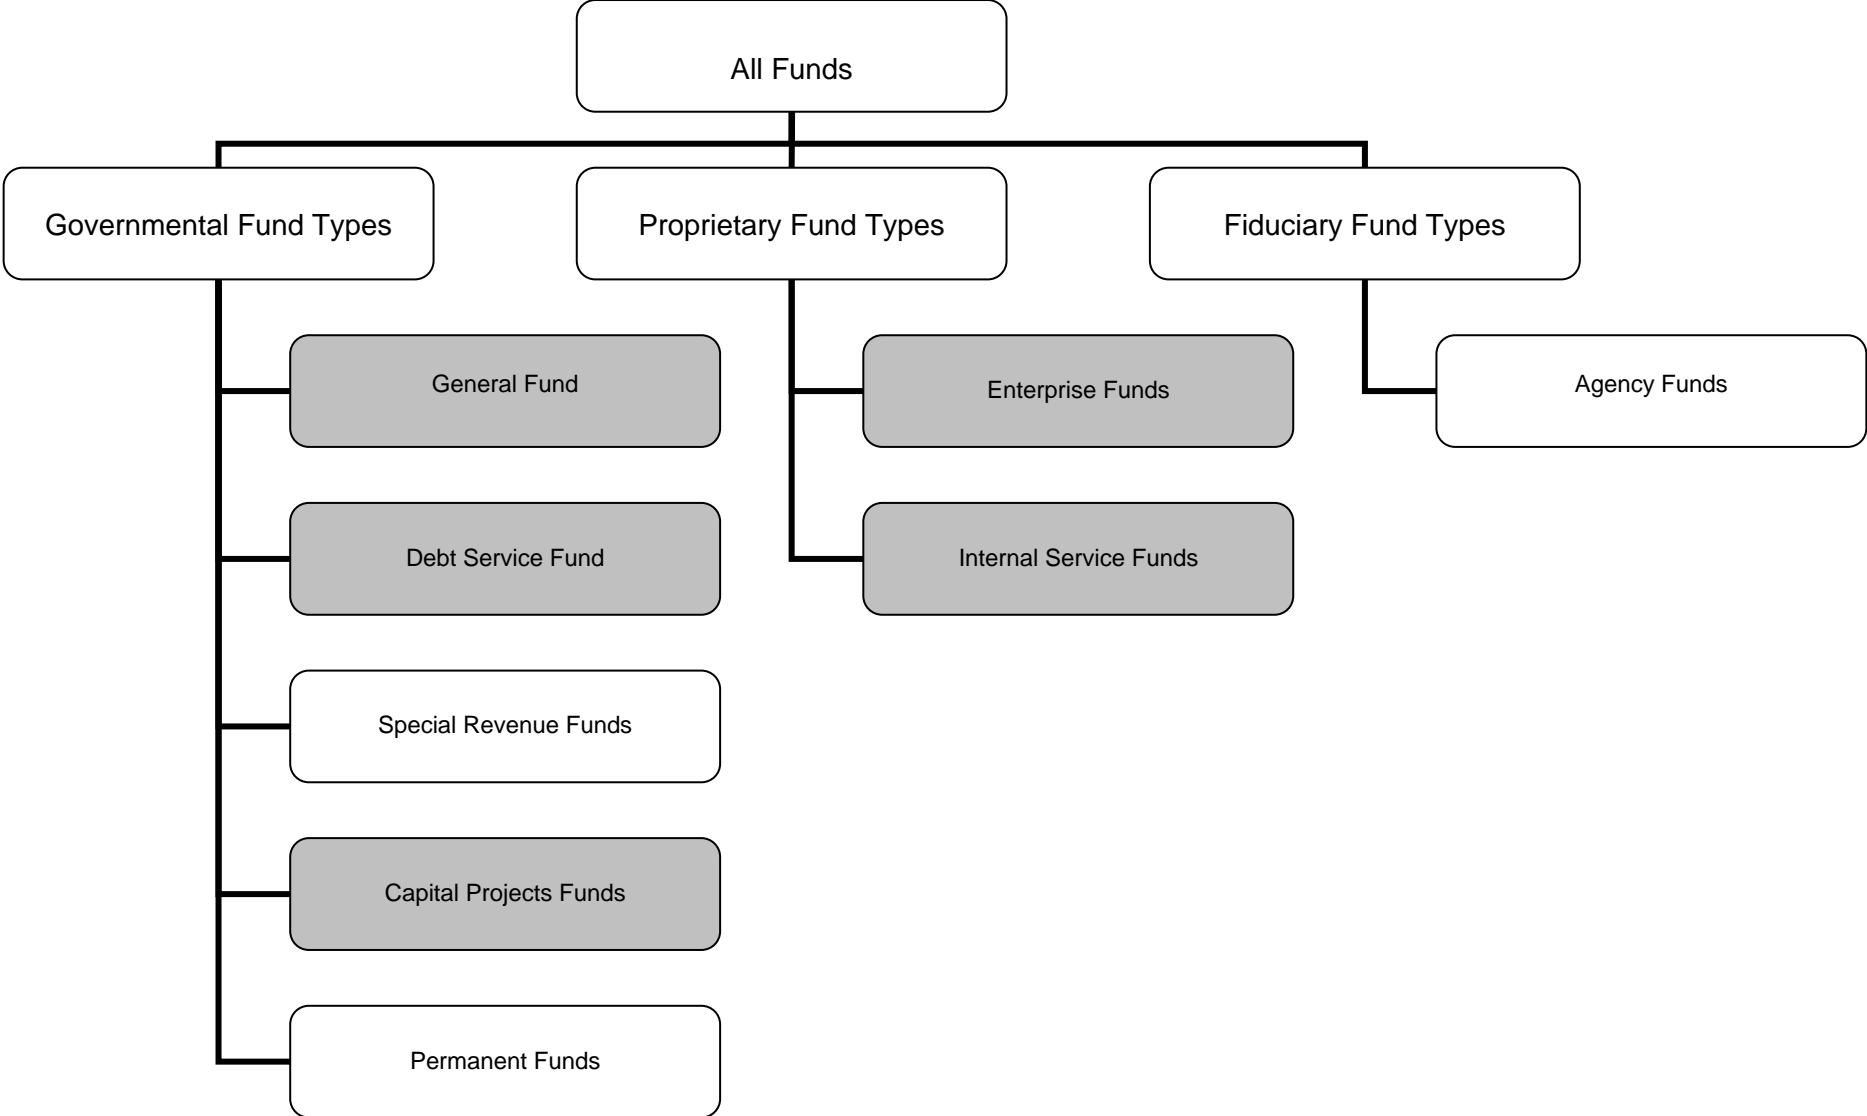 All Funds
Governmental Fund Types
Proprietary Fund Types
Fiduciary Fund Types
General Fund
Enterprise Funds
Agency Funds
Debt Service Fund
Internal Service Funds
Special Revenue Funds
Capital Projects Funds
Permanent Funds